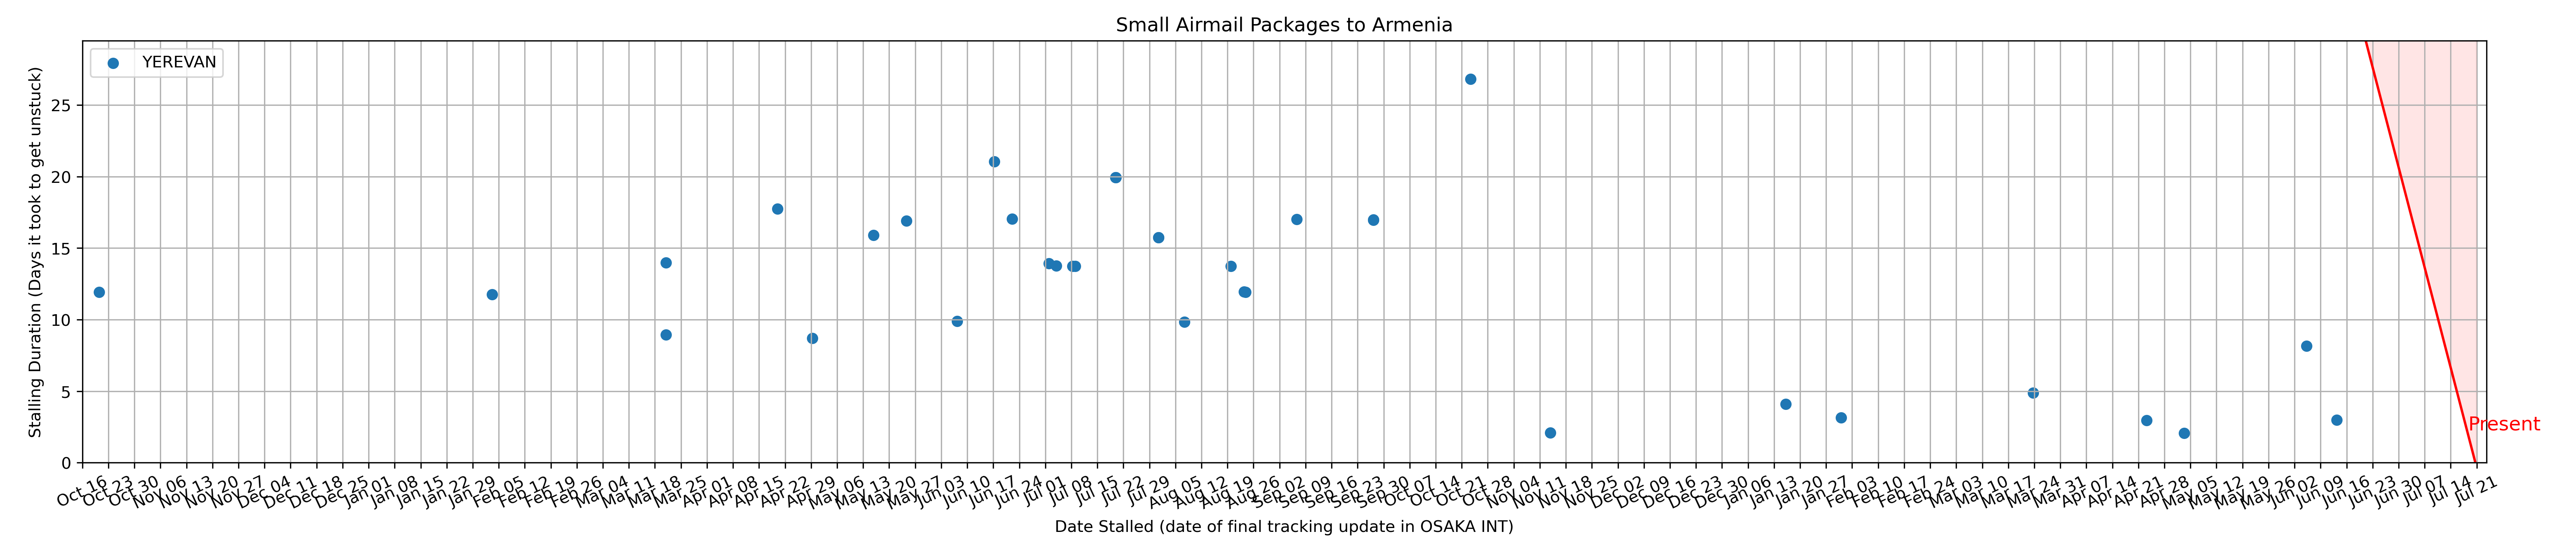 Small Airmail Packages to Armenia
YEREVAN
Stalling Duration (Days it took to get unstuck)
25
20
15
10
5
0
Present
Oct 16
Oct 23
Oct 30
Nov 06
Nov 13
Nov 20
Nov 27
Dec 04
Dec 11
Dec 18
Dec 25
Jan 01
Jan 08
Jan 15
Jan 22
Jan 29
Feb 05
Feb 12
Feb 19
Feb 26
Mar 04
Mar 11
Mar 18
Mar 25
Apr 01
Apr 08
Apr 15
Apr 22
Apr 29
May 06
May 13
May 20
May 27
Jun 03
Jun 10
Jun 17
Jun 24
Jul 01
Jul 08
Jul 15
Jul 22
Jul 29
Aug 05
Aug 12
Aug 19
Aug 26
Sep 02
Sep 09
Sep 16
Sep 23
Sep 30
Oct 07
Oct 14
Oct 21
Oct 28
Nov 04
Nov 11
Nov 18
Nov 25
Dec 02
Dec 09
Dec 16
Dec 23
Dec 30
Jan 06
Jan 13
Jan 20
Jan 27
Feb 03
Feb 10
Feb 17
Feb 24
Mar 03
Mar 10
Mar 17
Mar 24
Mar 31
Apr 07
Apr 14
Apr 21
Apr 28
May 05
May 12
May 19
May 26
Jun 02
Jun 09
Jun 16
Jun 23
Jun 30
Jul 07
Jul 14
Jul 21
Date Stalled (date of final tracking update in OSAKA INT)